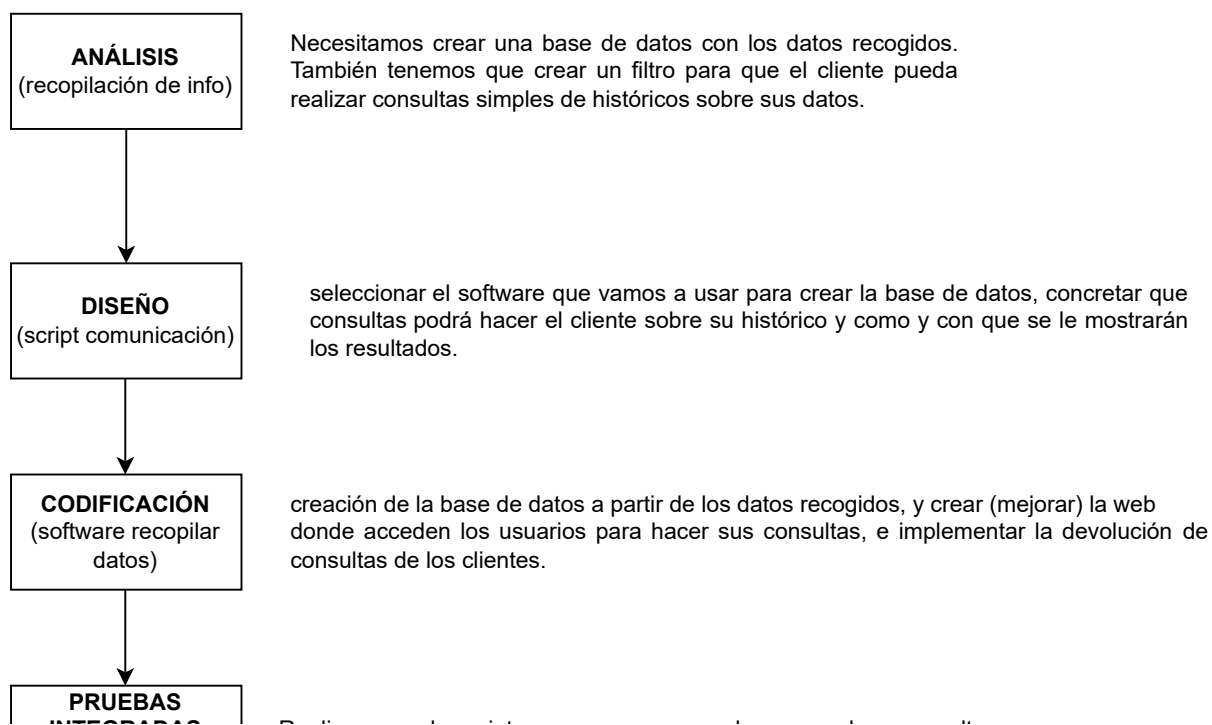 ANÁLISIS
(recopilación de info)
Necesitamos crear una base de datos con los datos recogidos.
También tenemos que crear un filtro para que el cliente pueda
realizar consultas simples de históricos sobre sus datos.
DISEÑO
(script comunicación)
seleccionar el software que vamos a usar para crear la base de datos, concretar que
consultas podrá hacer el cliente sobre su histórico y como y con que se le mostrarán
los resultados.
CODIFICACIÓN
(software recopilar
datos)
creación de la base de datos a partir de los datos recogidos, y crear (mejorar) la web
donde acceden los usuarios para hacer sus consultas, e implementar la devolución de
consultas de los clientes.
PRUEBAS
INTEGRADAS